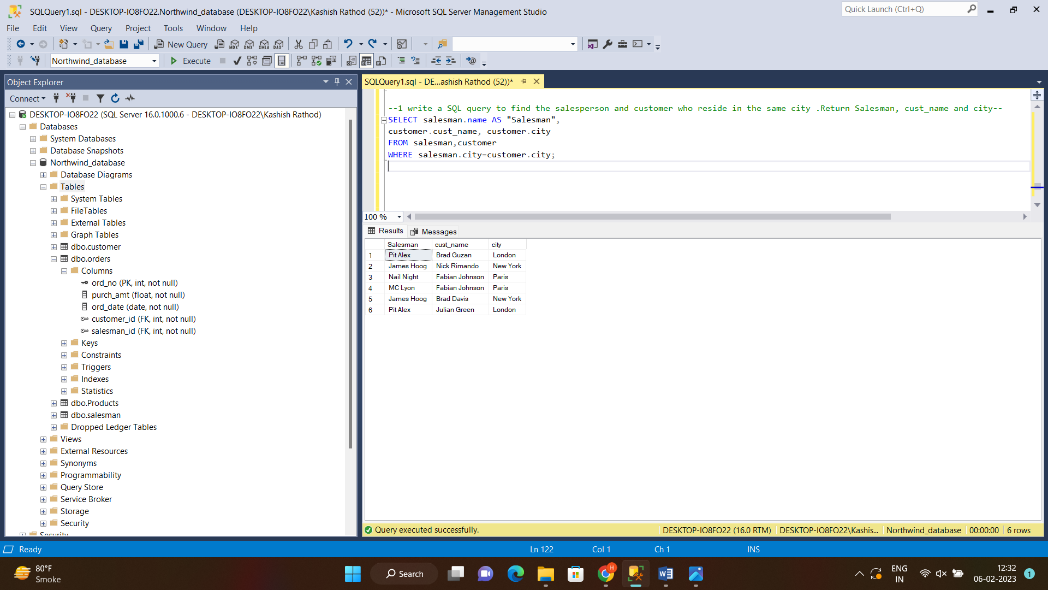 SQLQuery1.sql - DESKTOP-IO8FO22.Northwind_database (DESKTOP-IO8FO22\Kashish Rathod (52))* - Microsoft SQL Server Management Studio
Quick Launch (Ctrl+Q)
File Edit View Query Project Tools Window Help
New Query
Northwind_database
Execute
Object Explorer
Connect
DESKTOP-IO8FO22 (SQL Server 16.0.1000.6 - DESKTOP-IO8FO22\Kashish Rathod)
Databases
System Databases
Database Snapshots
Northwind_database
Database Diagrams
Tables
System Tables
FileTables
External Tables
Graph Tables
dbo.customer
dbo.orders
Columns
ord_no (PK, int, not null)
purch_amt (float, not null)
ord_date (date, not null)
customer_id (FK, int, not null)
salesman_id (FK, int, not null)
Keys
Constraints
Triggers
Indexes
Statistics
dbo.Products
dbo.salesman
Dropped Ledger Tables
Views
External Resources
Synonyms
Programmability
Query Store
Service Broker
Storage
Security
SQLQuery1.sql - DE...ashish Rathod (52))*
--1 write a SQL query to find the salesperson and customer who reside in the same city .Return Salesman, cust_name and city--
SELECT salesman.name AS "Salesman",
customer.cust_name, customer.city
FROM salesman,customer
WHERE salesman.city=customer.city;
100 %
Results Messages
Salesman cust_name city
1 Pit Alex Brad Guzan London
2 James Hoog Nick Rimando New York
3 Nail Night Fabian Johnson Paris
4 MC Lyon Fabian Johnson Paris
5 James Hoog Brad Davis New York
6 Pit Alex Julian Green London
Query executed successfully. DESKTOP-IO8FO22 (16.0 RTM) DESKTOP-IO8FO22\Kashis... Northwind_database 00:00:00 6 rows
Ready Ln 122 Col 1 Ch 1 INS
80°F
Smoke
Search
ENG
IN
12:32
06-02-2023
1